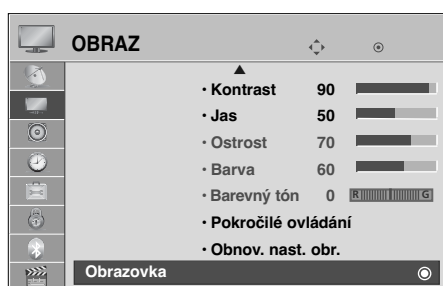 OBRAZ
• Kontrast 90
• Jas 50
• Ostrost 70
• Barva 60
• Barevný tón 0 R G
• Pokročilé ovládání
• Obnov. nast. obr.
Obrazovka